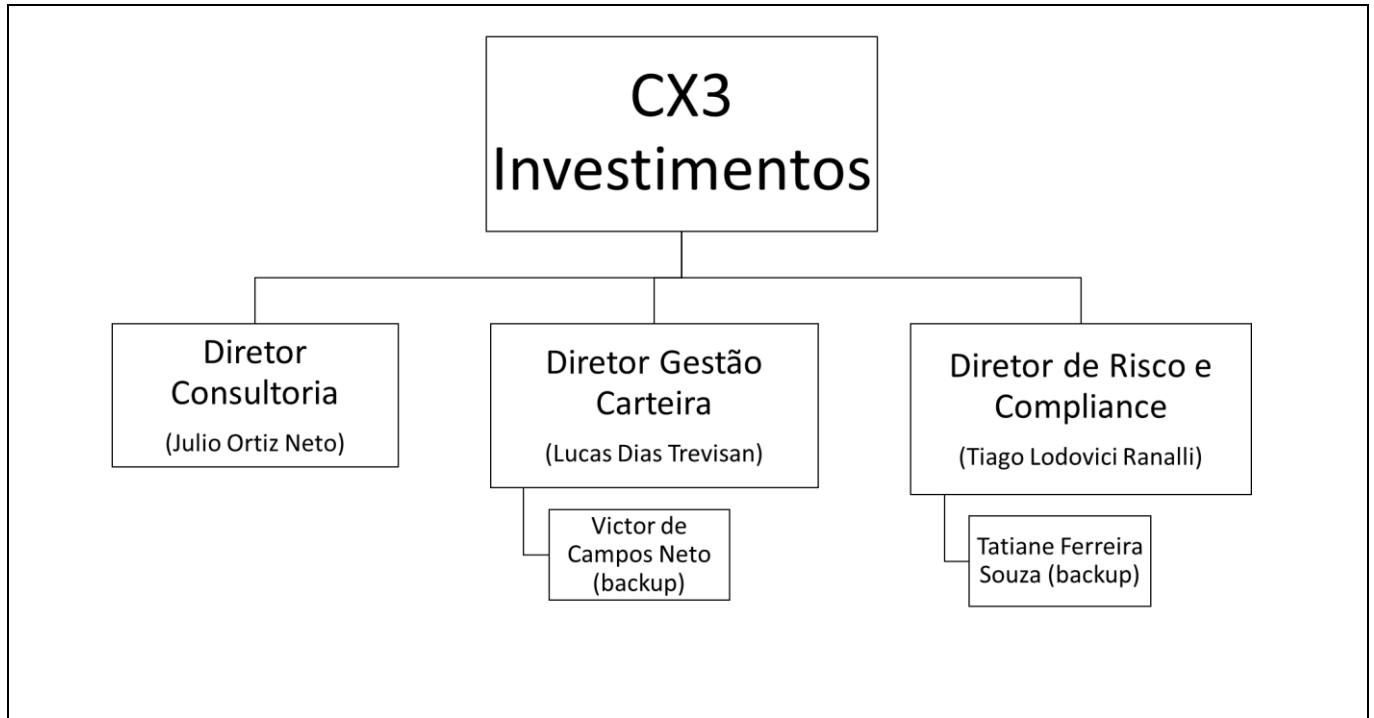 CX3
Investimentos
Diretor
Consultoria
(Julio Ortiz Neto)
Diretor Gestão
Carteira
(Lucas Dias Trevisan)
Diretor de Risco e
Compliance
(Tiago Lodovici Ranalli)
Victor de
Campos Neto
(backup)
Tatiane Ferreira
Souza (backup)